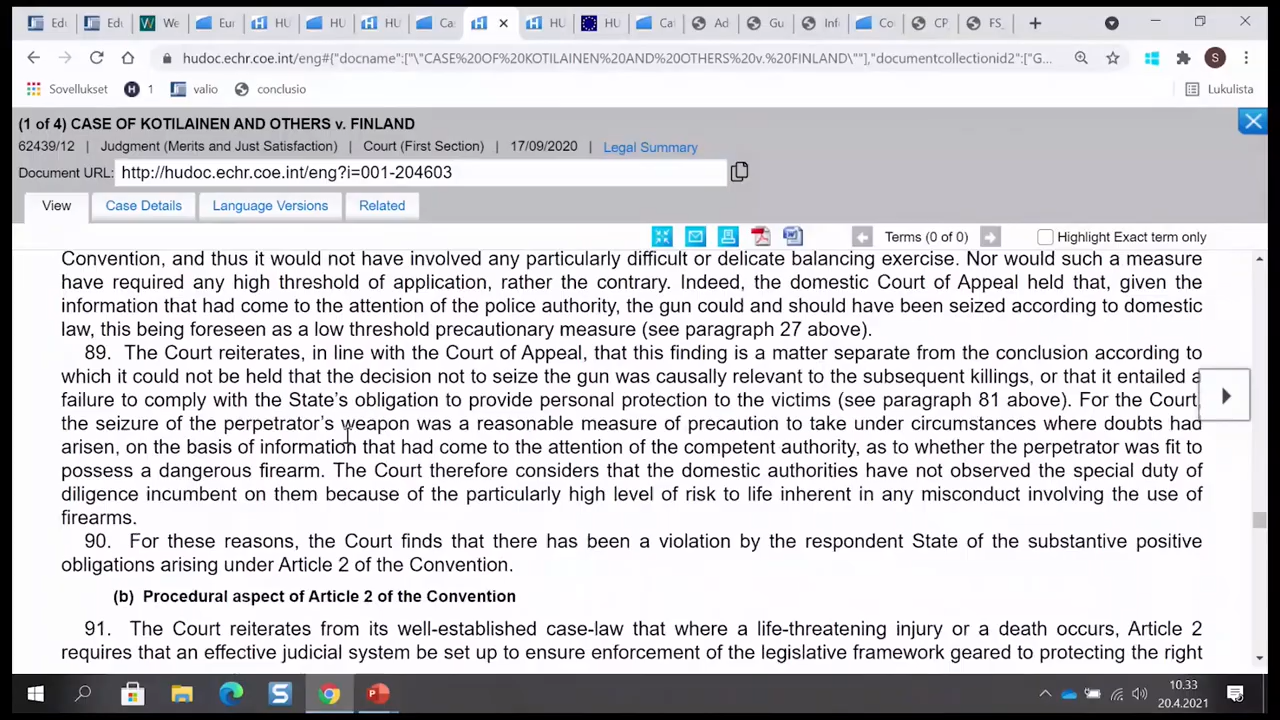 Edu
Edu
We
Eur
HU
HU
HU
Ca:
HU
HU
Cal
Ad
Gu
Info
Co
CP
FS_
hudoc.echr.coe.int/eng#{"docname":["\"CASE%20OF%20KOTILAINEN%20AND%20OTHERS%20v.%20FINLAND\""],"documentcollectionid2":["G...
S
Sovellukset
H 1
valio
conclusio
Lukulista
(1 of 4) CASE OF KOTILAINEN AND OTHERS v. FINLAND
62439/12 | Judgment (Merits and Just Satisfaction) | Court (First Section) | 17/09/2020 | Legal Summary
Document URL: http://hudoc.echr.coe.int/eng?i=001-204603
View Case Details Language Versions Related
Terms (0 of 0) Highlight Exact term only
Convention, and thus it would not have involved any particularly difficult or delicate balancing exercise. Nor would such a measure
have required any high threshold of application, rather the contrary. Indeed, the domestic Court of Appeal held that, given the
information that had come to the attention of the police authority, the gun could and should have been seized according to domestic
law, this being foreseen as a low threshold precautionary measure (see paragraph 27 above).
89. The Court reiterates, in line with the Court of Appeal, that this finding is a matter separate from the conclusion according to
which it could not be held that the decision not to seize the gun was causally relevant to the subsequent killings, or that it entailed a
failure to comply with the State's obligation to provide personal protection to the victims (see paragraph 81 above). For the Court,
the seizure of the perpetrator's weapon was a reasonable measure of precaution to take under circumstances where doubts had
arisen, on the basis of information that had come to the attention of the competent authority, as to whether the perpetrator was fit to
possess a dangerous firearm. The Court therefore considers that the domestic authorities have not observed the special duty of
diligence incumbent on them because of the particularly high level of risk to life inherent in any misconduct involving the use of
firearms.
90. For these reasons, the Court finds that there has been a violation by the respondent State of the substantive positive
obligations arising under Article 2 of the Convention.
(b) Procedural aspect of Article 2 of the Convention
91. The Court reiterates from its well-established case-law that where a life-threatening injury or a death occurs, Article 2
requires that an effective judicial system be set up to ensure enforcement of the legislative framework geared to protecting the right
10.33
20.4.2021